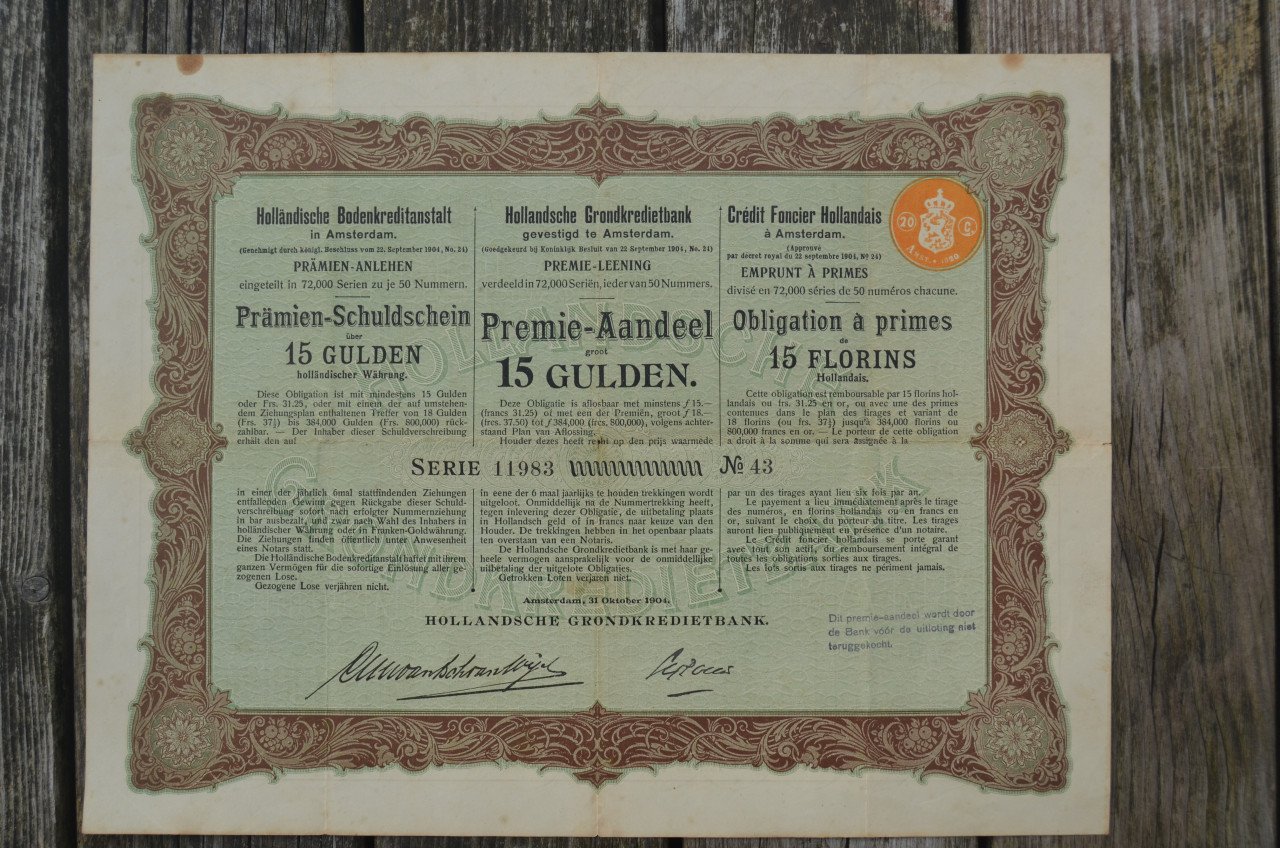 Holländische Bodenkreditanstalt
in Amsterdam.
(Genehmigt durch königl. Beschluss vom 22. September 1904, No. 24)
PRÄMIEN-ANLEHEN
eingeteilt in 72,000 Serien zu je 50 Nummern.
Prämien-Schuldschein
über
15 GULDEN
holländischer Währung.
Diese Obligation ist mit mindestens 15 Gulden
oder Frs. 31.25, oder mit einem der auf umstehen-
dem Ziehungsplan enthaltenen Treffer von 18 Gulden
(Frs. 37½) bis 384,000 Gulden (Frs. 800,000) rück-
zahlbar. — Der Inhaber dieser Schuldverschreibung
erhält den auf
Hollandsche Grondkredietbank
gevestigd te Amsterdam.
(Goedgekeurd bij Koninklijk Besluit van 22 September 1904, No. 24)
PREMIE-LEENING
verdeeld in 72,000 Seriën, ieder van 50 Nummers.
Premie-Aandeel
groot
15 GULDEN.
Deze Obligatie is aflosbaar met minstens ƒ 15.—
(francs 31.25) of met een der Premiën, groot ƒ 18.—
(frcs. 37.50) tot ƒ 384,000 (frcs. 800,000), volgens achter-
staand Plan van Aflossing.
Houder dezes heeft recht op den prijs waarmede
Crédit Foncier Hollandais
à Amsterdam.
(Approuvé
par décret royal du 22 septembre 1904, Nº 24)
EMPRUNT À PRIMES
divisé en 72,000 séries de 50 numéros chacune.
Obligation à primes
de
15 FLORINS
Hollandais.
Cette obligation est remboursable par 15 florins hol-
landais ou frs. 31.25 en or, ou avec une des primes
contenues dans le plan des tirages et variant de
18 florins (ou frs. 37½) jusqu'à 384,000 florins ou
800,000 francs en or. — Le porteur de cette obligation
a droit à la somme qui sera assignée à la
20 C.
AMST. 1920
SERIE 11983 № 43
in einer der jährlich 6mal stattfindenden Ziehungen
entfallenden Gewinn gegen Rückgabe dieser Schuld-
verschreibung sofort nach erfolgter Nummernziehung
in bar ausbezalt, und zwar nach Wahl des Inhabers in
holländischer Währung oder in Franken-Goldwährung.
Die Ziehungen finden öffentlich unter Anwesenheit
eines Notars statt.
Die Holländische Bodenkreditanstalt haftet mit ihrem
ganzen Vermögen für die sofortige Einlösung aller ge-
zogenen Lose.
Gezogene Lose verjähren nicht.
in eene der 6 maal jaarlijks te houden trekkingen wordt
uitgeloot. Onmiddelijk na de Nummertrekking heeft,
tegen inlevering dezer Obligatie, de uitbetaling plaats
in Hollandsch geld of in francs naar keuze van den
Houder. De trekkingen hebben in het openbaar plaats
ten overstaan van een Notaris.
De Hollandsche Grondkredietbank is met haar ge-
heele vermogen aansprakelijk voor de onmiddelijke
uitbetaling der uitgelote Obligaties.
Getrokken Loten verjaren niet.
par un des tirages ayant lieu six fois par an.
Le payement a lieu immédiatement après le tirage
des numéros, en florins hollandais ou en francs en
or, suivant le choix du porteur du titre. Les tirages
auront lieu publiquement en présence d'un notaire.
Le Crédit foncier hollandais se porte garant
avec tout son actif, du remboursement intégral de
toutes les obligations sorties aux tirages.
Les lots sortis aux tirages ne périment jamais.
HOLLANDSCHE
GRONDKREDIETBANK
Amsterdam, 31 Oktober 1904.
HOLLANDSCHE GRONDKREDIETBANK.
Dit premie-aandeel wordt door
de Bank vóór de uitloting niet
teruggekocht.